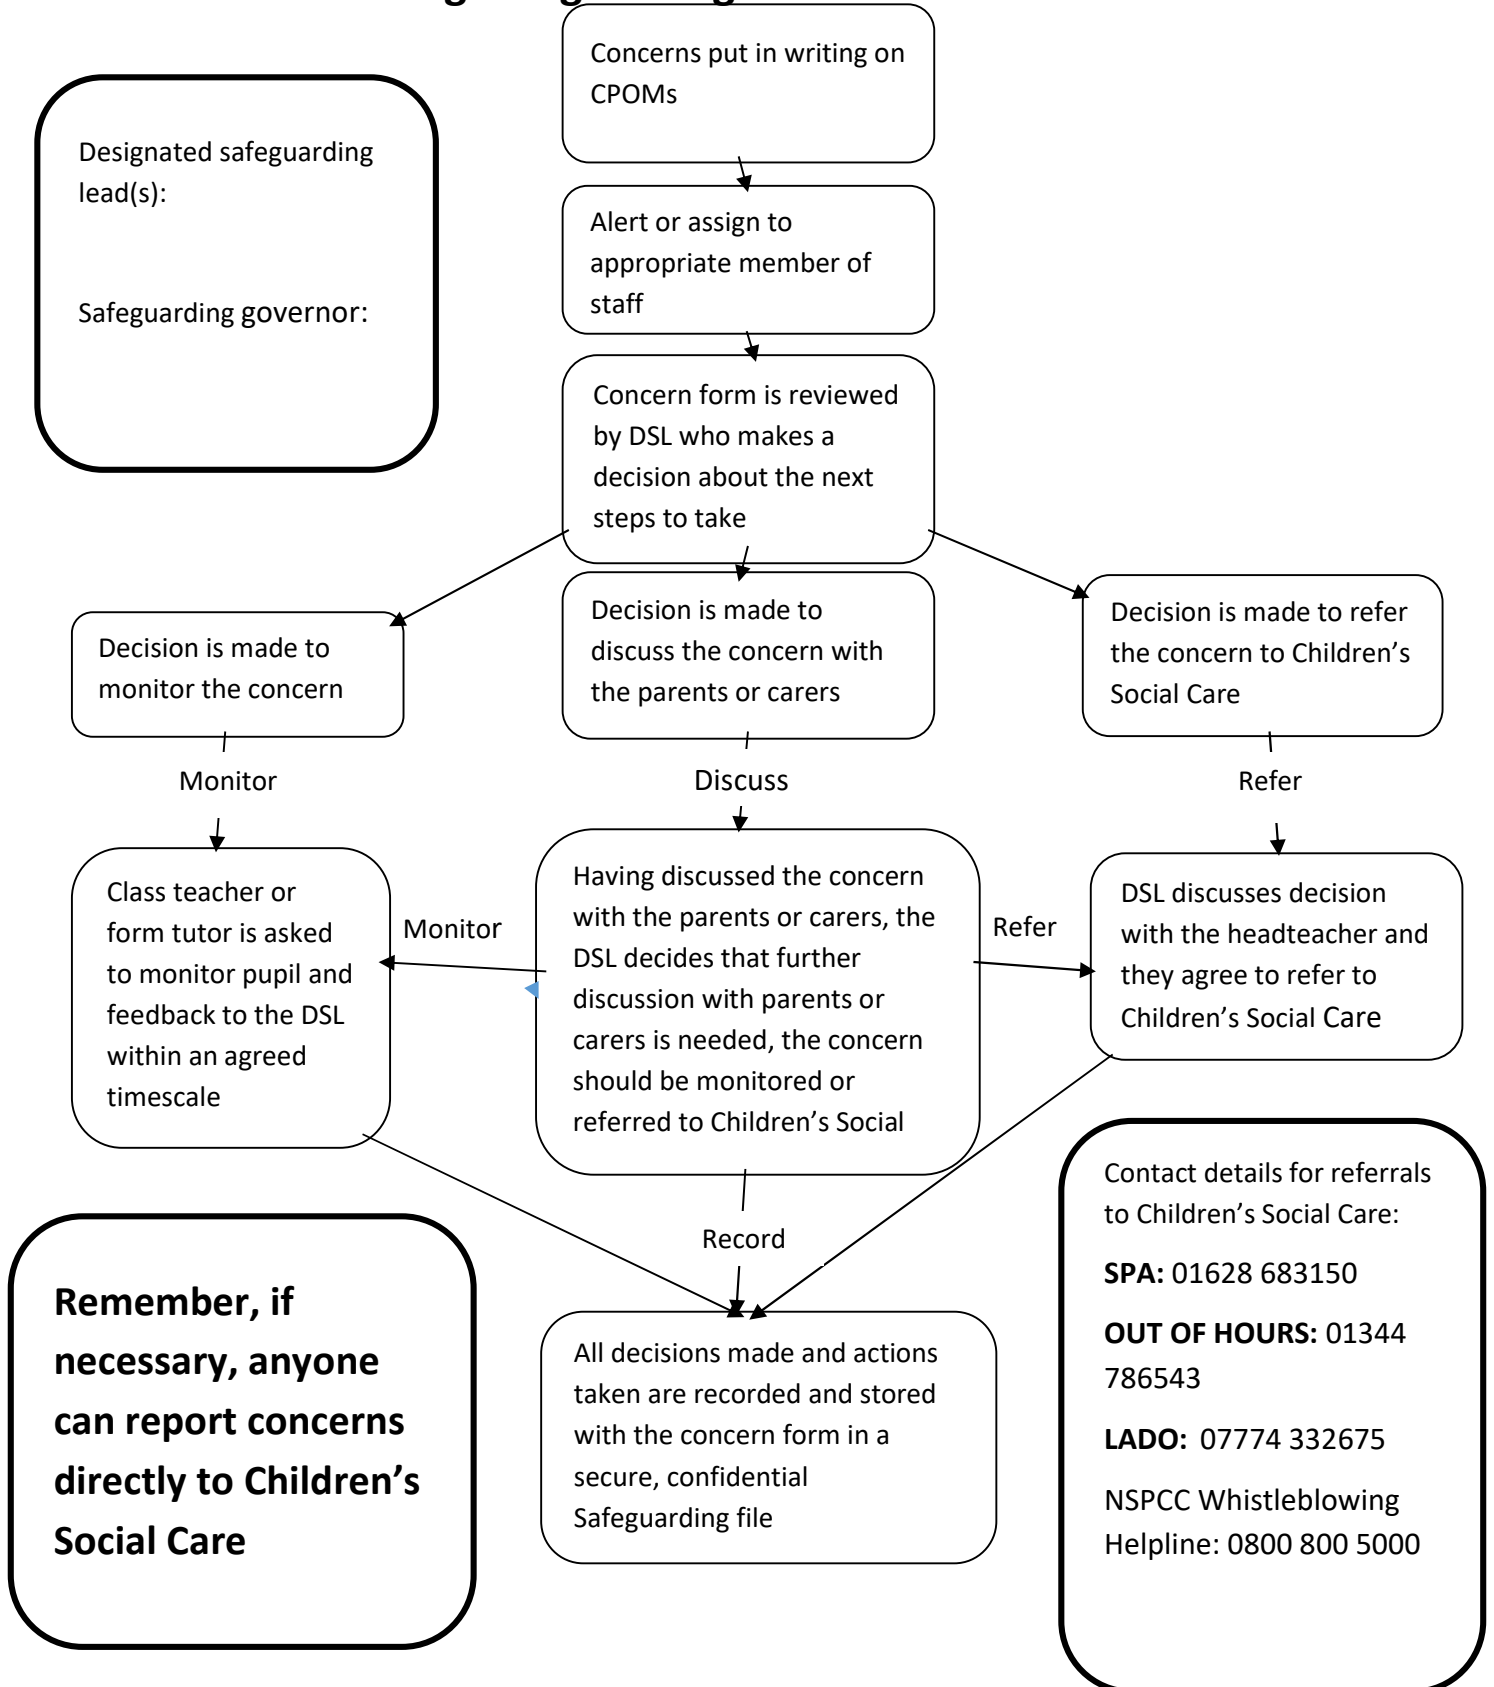 Concerns put in writing on
CPOMs
Designated safeguarding
lead(s):
Safeguarding governor:
Alert or assign to
appropriate member of
staff
Concern form is reviewed
by DSL who makes a
decision about the next
steps to take
Decision is made to
monitor the concern
Decision is made to
discuss the concern with
the parents or carers
Decision is made to refer
the concern to Children’s
Social Care
Monitor
Discuss
Refer
Class teacher or
form tutor is asked
to monitor pupil and
feedback to the DSL
within an agreed
timescale
Monitor
Having discussed the concern
with the parents or carers, the
DSL decides that further
discussion with parents or
carers is needed, the concern
should be monitored or
referred to Children’s Social
Refer
DSL discusses decision
with the headteacher and
they agree to refer to
Children’s Social Care
Record
Remember, if
necessary, anyone
can report concerns
directly to Children’s
Social Care
All decisions made and actions
taken are recorded and stored
with the concern form in a
secure, confidential
Safeguarding file
Contact details for referrals
to Children’s Social Care:
SPA: 01628 683150
OUT OF HOURS: 01344
786543
LADO: 07774 332675
NSPCC Whistleblowing
Helpline: 0800 800 5000